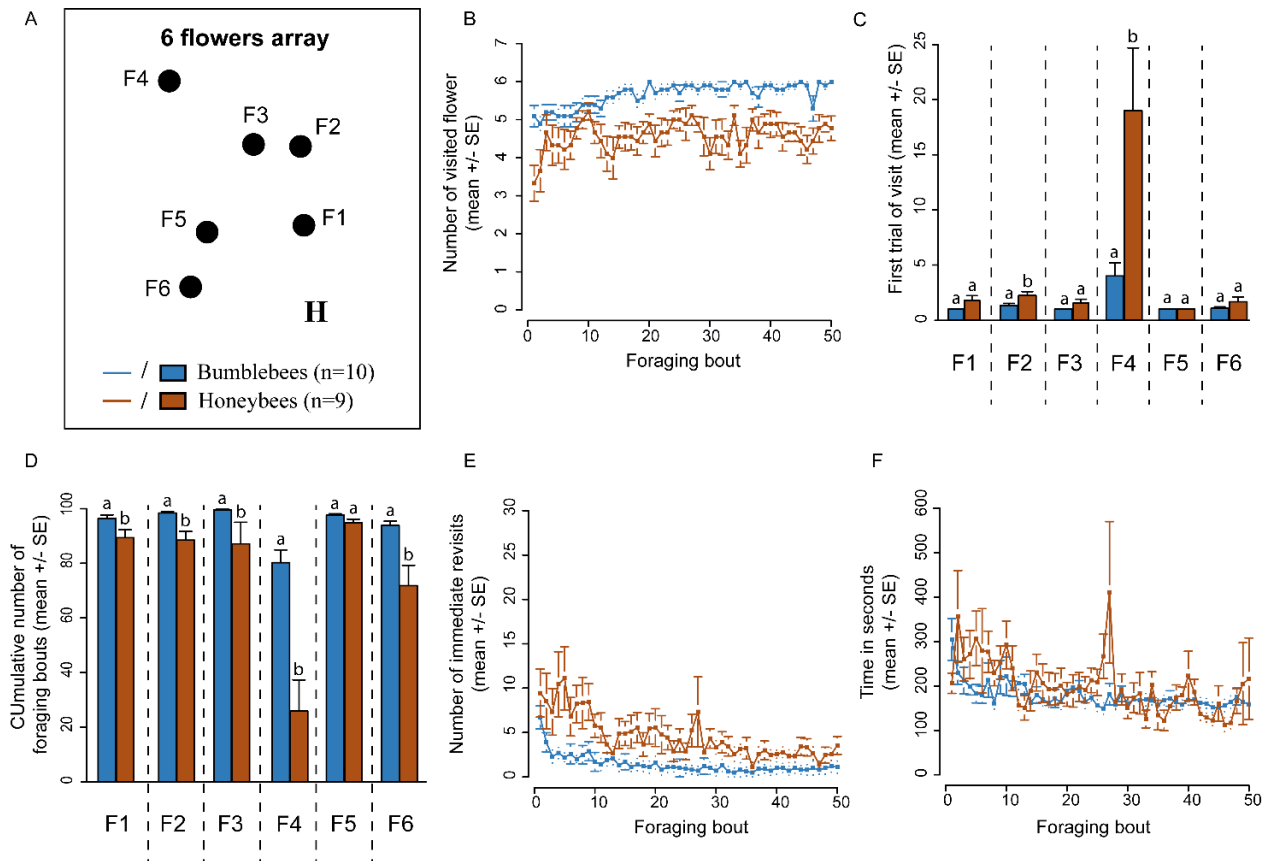 A
6 flowers array
F4
F3
F2
F5
F1
F6
H
/ Bumblebees (n=10)
/ Honeybees (n=9)
B
Number of visited flower
(mean +/- SE)
7
6
5
4
3
2
1
0
0 10 20 30 40 50
Foraging bout
C
First trial of visit (mean +/- SE)
25
20
15
10
5
0
a a
a b
a a
a b
a a
a a
F1 F2 F3 F4 F5 F6
D
CUmulative number of
foraging bouts (mean +/- SE)
100
80
60
40
20
0
a b
a b
a b
a b
a a
a b
F1 F2 F3 F4 F5 F6
E
Number of immediate revisits
(mean +/- SE)
30
25
20
15
10
5
0
0 10 20 30 40 50
Foraging bout
F
Time in seconds
(mean +/- SE)
600
500
400
300
200
100
0
0 10 20 30 40 50
Foraging bout